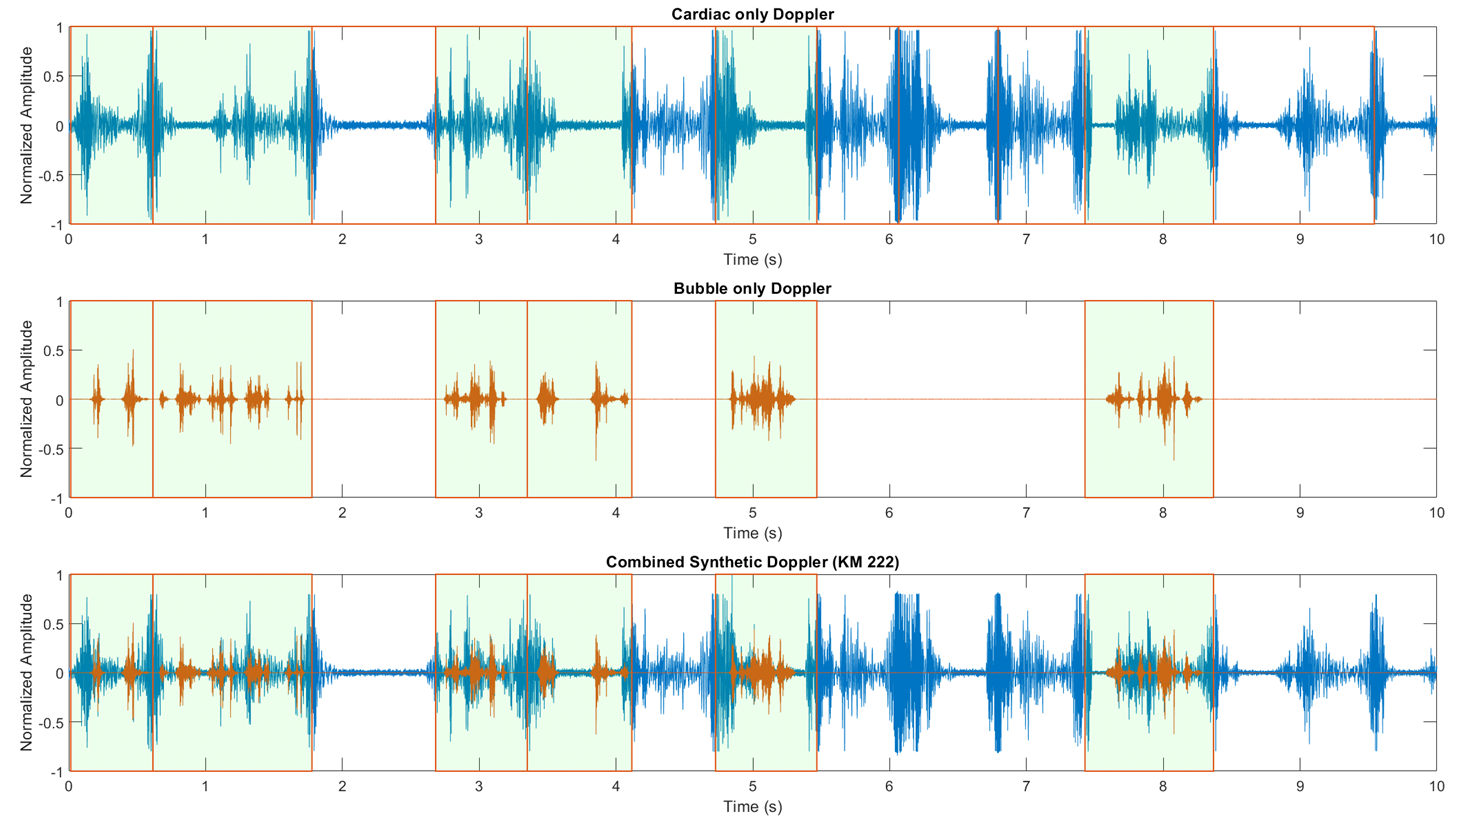 Cardiac only Doppler
Normalized Amplitude
1
0.5
0
-0.5
-1
0 1 2 3 4 5 6 7 8 9 10
Time (s)
Bubble only Doppler
Normalized Amplitude
1
0.5
0
-0.5
-1
0 1 2 3 4 5 6 7 8 9 10
Time (s)
Combined Synthetic Doppler (KM 222)
Normalized Amplitude
1
0.5
0
-0.5
-1
0 1 2 3 4 5 6 7 8 9 10
Time (s)